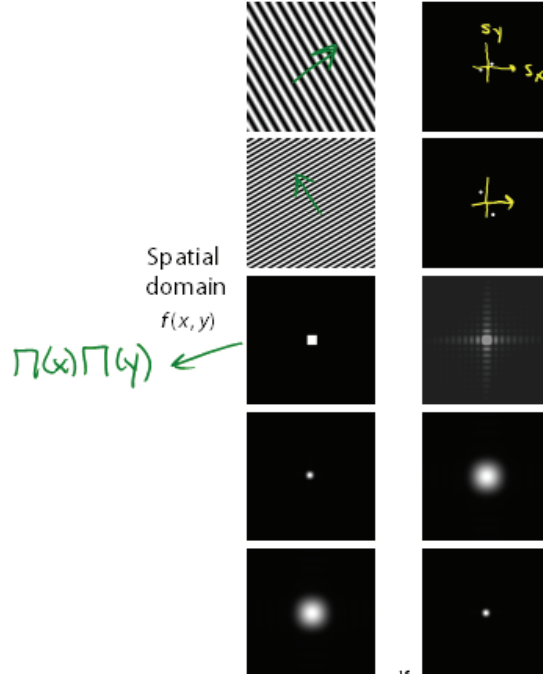 Sy
Sx
Spatial
domain
f(x, y)
Π(x)Π(y)